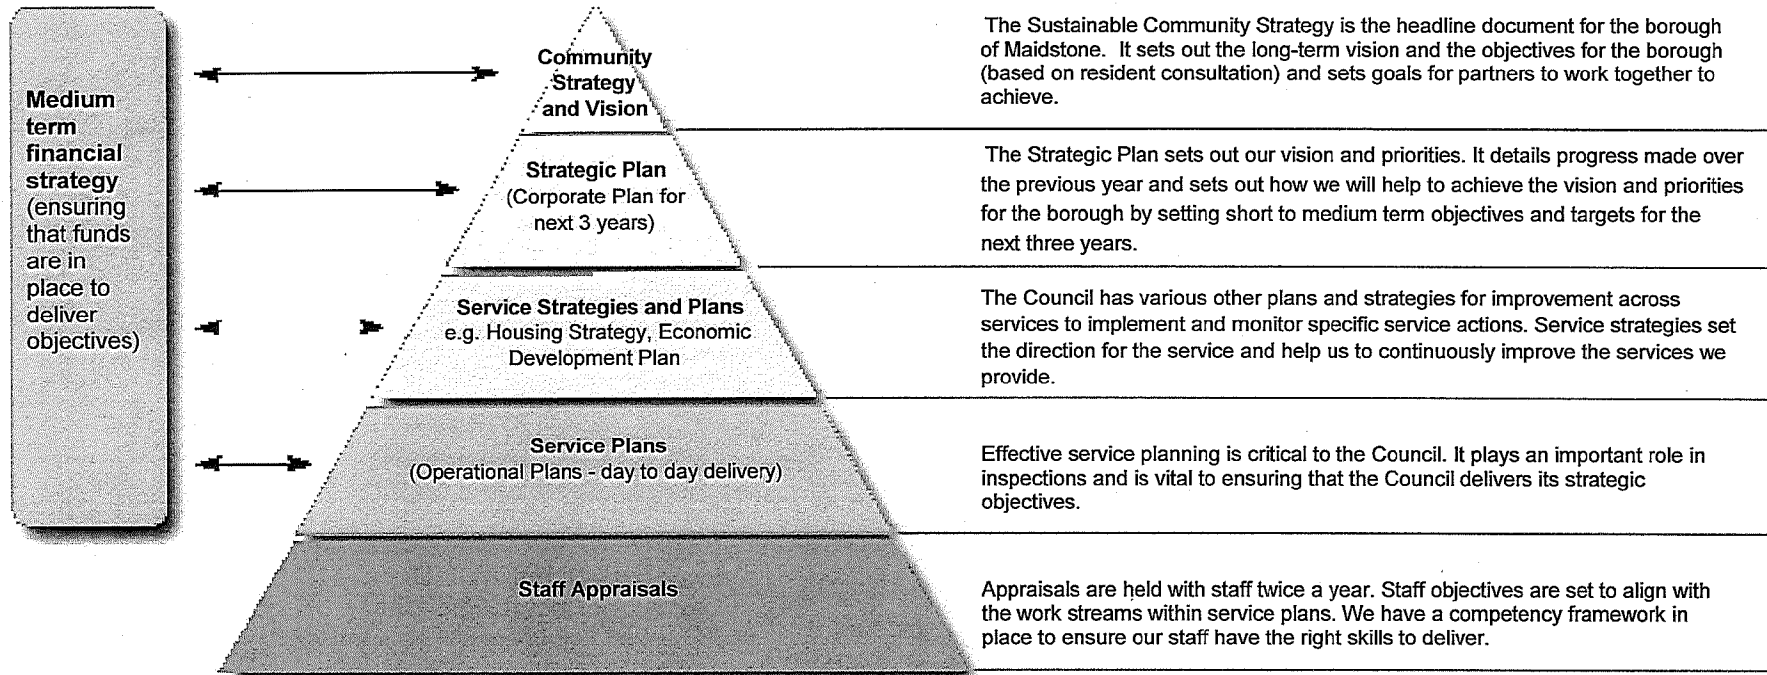 Medium
term
financial
strategy
(ensuring
that funds
are in
place to
deliver
objectives)
Community
Strategy
and Vision
The Sustainable Community Strategy is the headline document for the borough
of Maidstone. It sets out the long-term vision and the objectives for the borough
(based on resident consultation) and sets goals for partners to work together to
achieve.
Strategic Plan
(Corporate Plan for
next 3 years)
The Strategic Plan sets out our vision and priorities. It details progress made over
the previous year and sets out how we will help to achieve the vision and priorities
for the borough by setting short to medium term objectives and targets for the
next three years.
Service Strategies and Plans
e.g. Housing Strategy, Economic
Development Plan
The Council has various other plans and strategies for improvement across
services to implement and monitor specific service actions. Service strategies set
the direction for the service and help us to continuously improve the services we
provide.
Service Plans
(Operational Plans - day to day delivery)
Effective service planning is critical to the Council. It plays an important role in
inspections and is vital to ensuring that the Council delivers its strategic
objectives.
Staff Appraisals
Appraisals are held with staff twice a year. Staff objectives are set to align with
the work streams within service plans. We have a competency framework in
place to ensure our staff have the right skills to deliver.